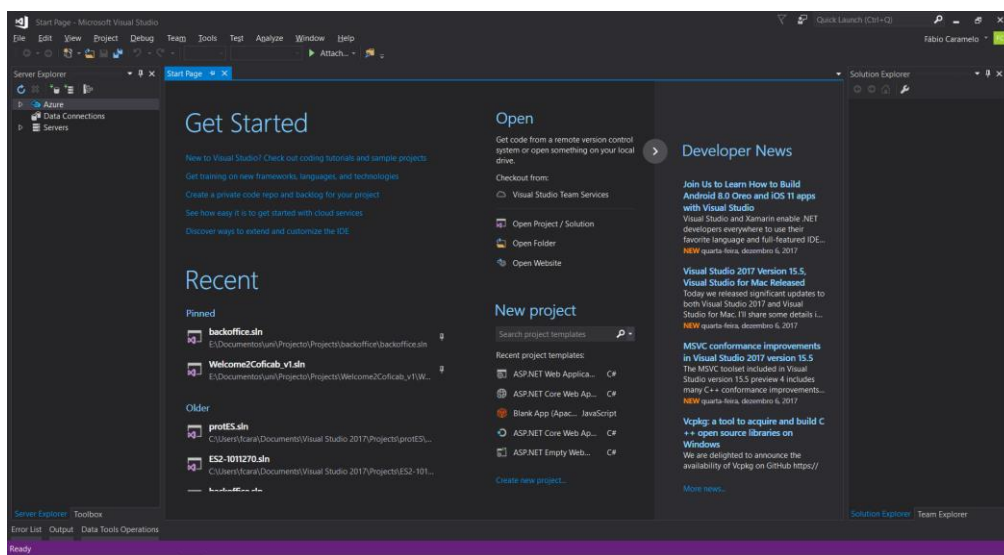 Start Page - Microsoft Visual Studio
Quick Launch (Ctrl+Q)
File Edit View Project Debug Team Tools Test Analyze Window Help
Fábio Caramelo
Attach...
Server Explorer
Azure
Data Connections
Servers
Start Page
Get Started
New to Visual Studio? Check out coding tutorials and sample projects
Get training on new frameworks, languages, and technologies
Create a private code repo and backlog for your project
See how easy it is to get started with cloud services
Discover ways to extend and customize the IDE
Recent
Pinned
backoffice.sln
E:\Documentos\uni\Projecto\Projects\backoffice\backoffice.sln
Welcome2Coficab_v1.sln
E:\Documentos\uni\Projecto\Projects\Welcome2Coficab_v1\W...
Older
protES.sln
C:\Users\fcara\Documents\Visual Studio 2017\Projects\protES\...
ES2-1011270.sln
C:\Users\fcara\Documents\Visual Studio 2017\Projects\ES2-101...
backoffice.sln
Open
Get code from a remote version control
system or open something on your local
drive.
Checkout from:
Visual Studio Team Services
Open Project / Solution
Open Folder
Open Website
New project
Search project templates
Recent project templates:
ASP.NET Web Applica... C#
ASP.NET Core Web Ap... C#
Blank App (Apac... JavaScript
ASP.NET Core Web Ap... C#
ASP.NET Empty Web... C#
Create new project...
Developer News
Join Us to Learn How to Build
Android 8.0 Oreo and iOS 11 apps
with Visual Studio
Visual Studio and Xamarin enable .NET
developers everywhere to use their
favorite language and full-featured IDE...
NEW quarta-feira, dezembro 6, 2017
Visual Studio 2017 Version 15.5,
Visual Studio for Mac Released
Today we released significant updates to
both Visual Studio 2017 and Visual
Studio for Mac. I'll share some details i...
NEW quarta-feira, dezembro 6, 2017
MSVC conformance improvements
in Visual Studio 2017 version 15.5
The MSVC toolset included in Visual
Studio version 15.5 preview 4 includes
many C++ conformance improvements...
NEW quarta-feira, dezembro 6, 2017
Vcpkg: a tool to acquire and build C
++ open source libraries on
Windows
We are delighted to announce the
availability of Vcpkg on GitHub https://
More news...
Solution Explorer
Server Explorer Toolbox
Solution Explorer Team Explorer
Error List Output Data Tools Operations
Ready